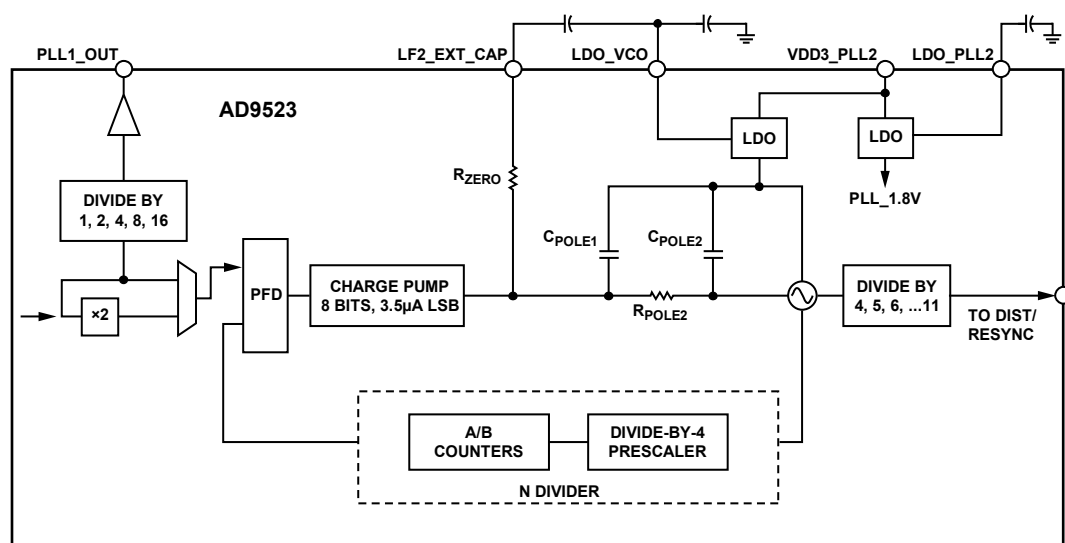 PLL1_OUT
LF2_EXT_CAP
LDO_VCO
VDD3_PLL2
LDO_PLL2
AD9523
LDO
LDO
PLL_1.8V
RZERO
DIVIDE BY
1, 2, 4, 8, 16
CPOLE1
CPOLE2
×2
PFD
CHARGE PUMP
8 BITS, 3.5µA LSB
RPOLE2
DIVIDE BY
4, 5, 6, ...11
TO DIST/
RESYNC
A/B
COUNTERS
DIVIDE-BY-4
PRESCALER
N DIVIDER